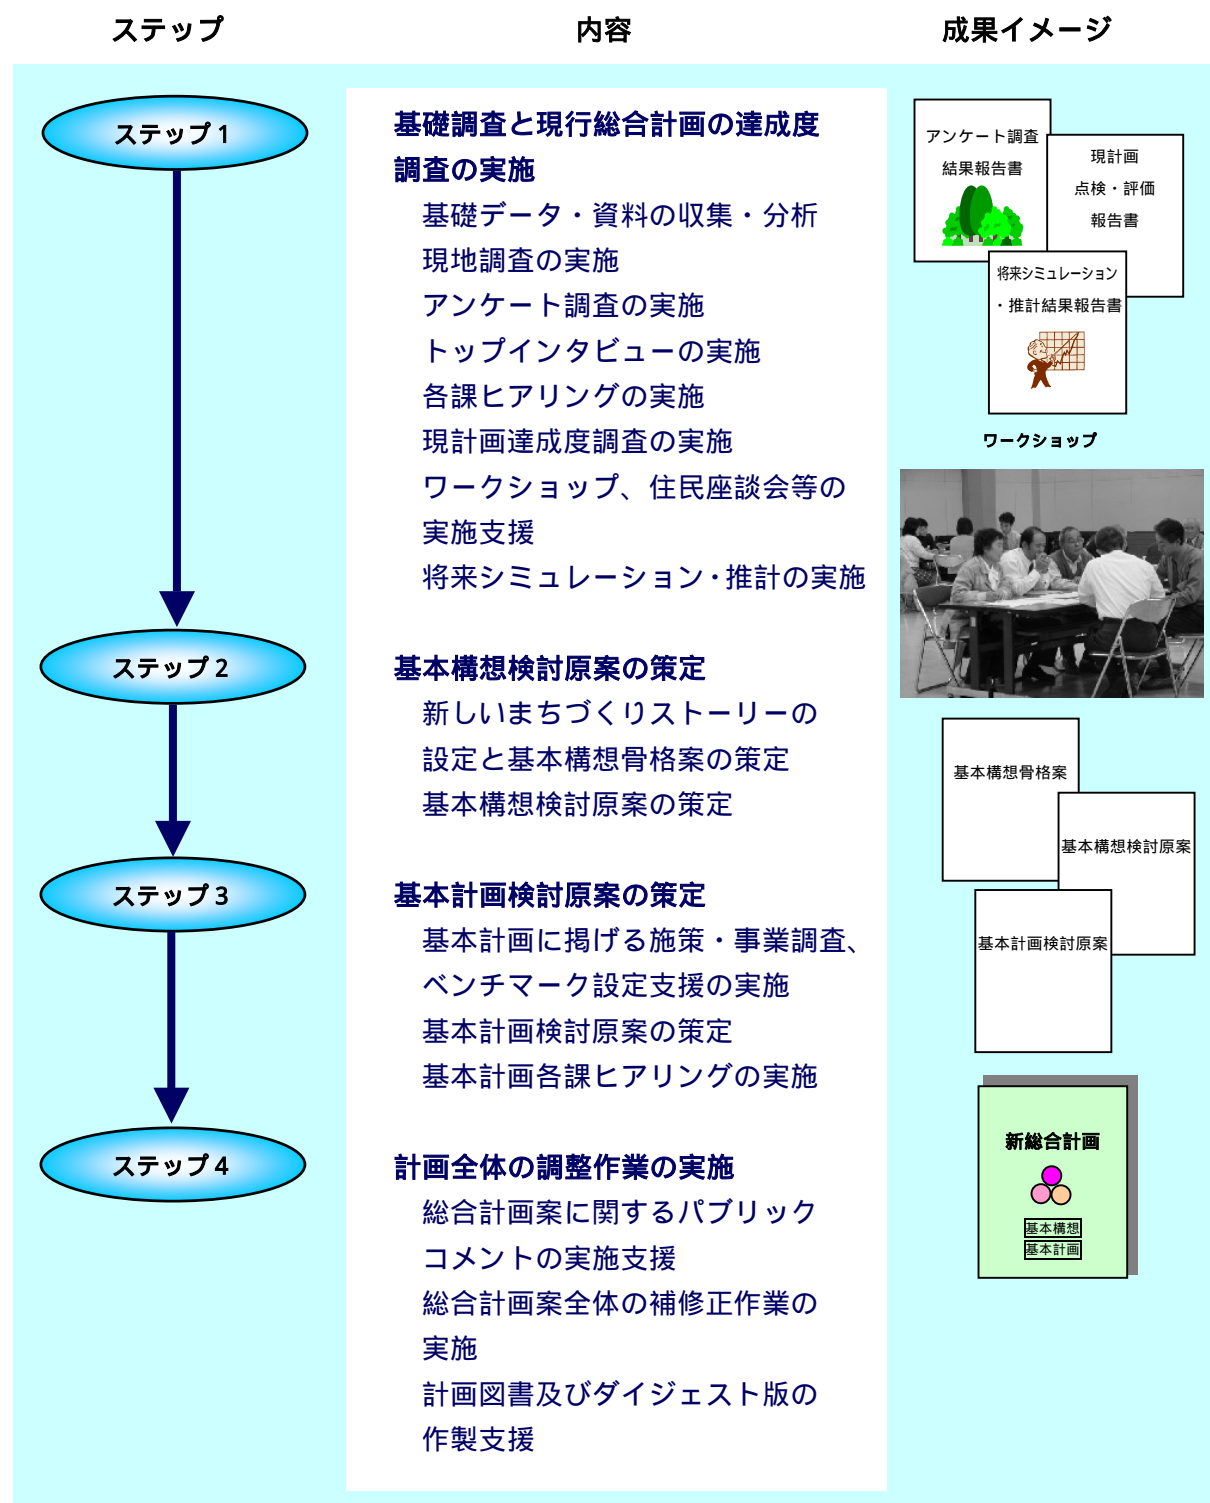 ステップ
内容
成果イメージ
ステップ1
基礎調査と現行総合計画の達成度
調査の実施
基礎データ・資料の収集・分析
現地調査の実施
アンケート調査の実施
トップインタビューの実施
各課ヒアリングの実施
現計画達成度調査の実施
ワークショップ、住民座談会等の
実施支援
将来シミュレーション・推計の実施
アンケート調査
結果報告書
現計画
点検・評価
報告書
将来シミュレーション
・推計結果報告書
ワークショップ
ステップ2
基本構想検討原案の策定
新しいまちづくりストーリーの
設定と基本構想骨格案の策定
基本構想検討原案の策定
基本構想骨格案
基本構想検討原案
基本計画検討原案
ステップ3
基本計画検討原案の策定
基本計画に掲げる施策・事業調査、
ベンチマーク設定支援の実施
基本計画検討原案の策定
基本計画各課ヒアリングの実施
ステップ4
計画全体の調整作業の実施
総合計画案に関するパブリック
コメントの実施支援
総合計画案全体の補修正作業の
実施
計画図書及びダイジェスト版の
作製支援
新総合計画
基本構想
基本計画